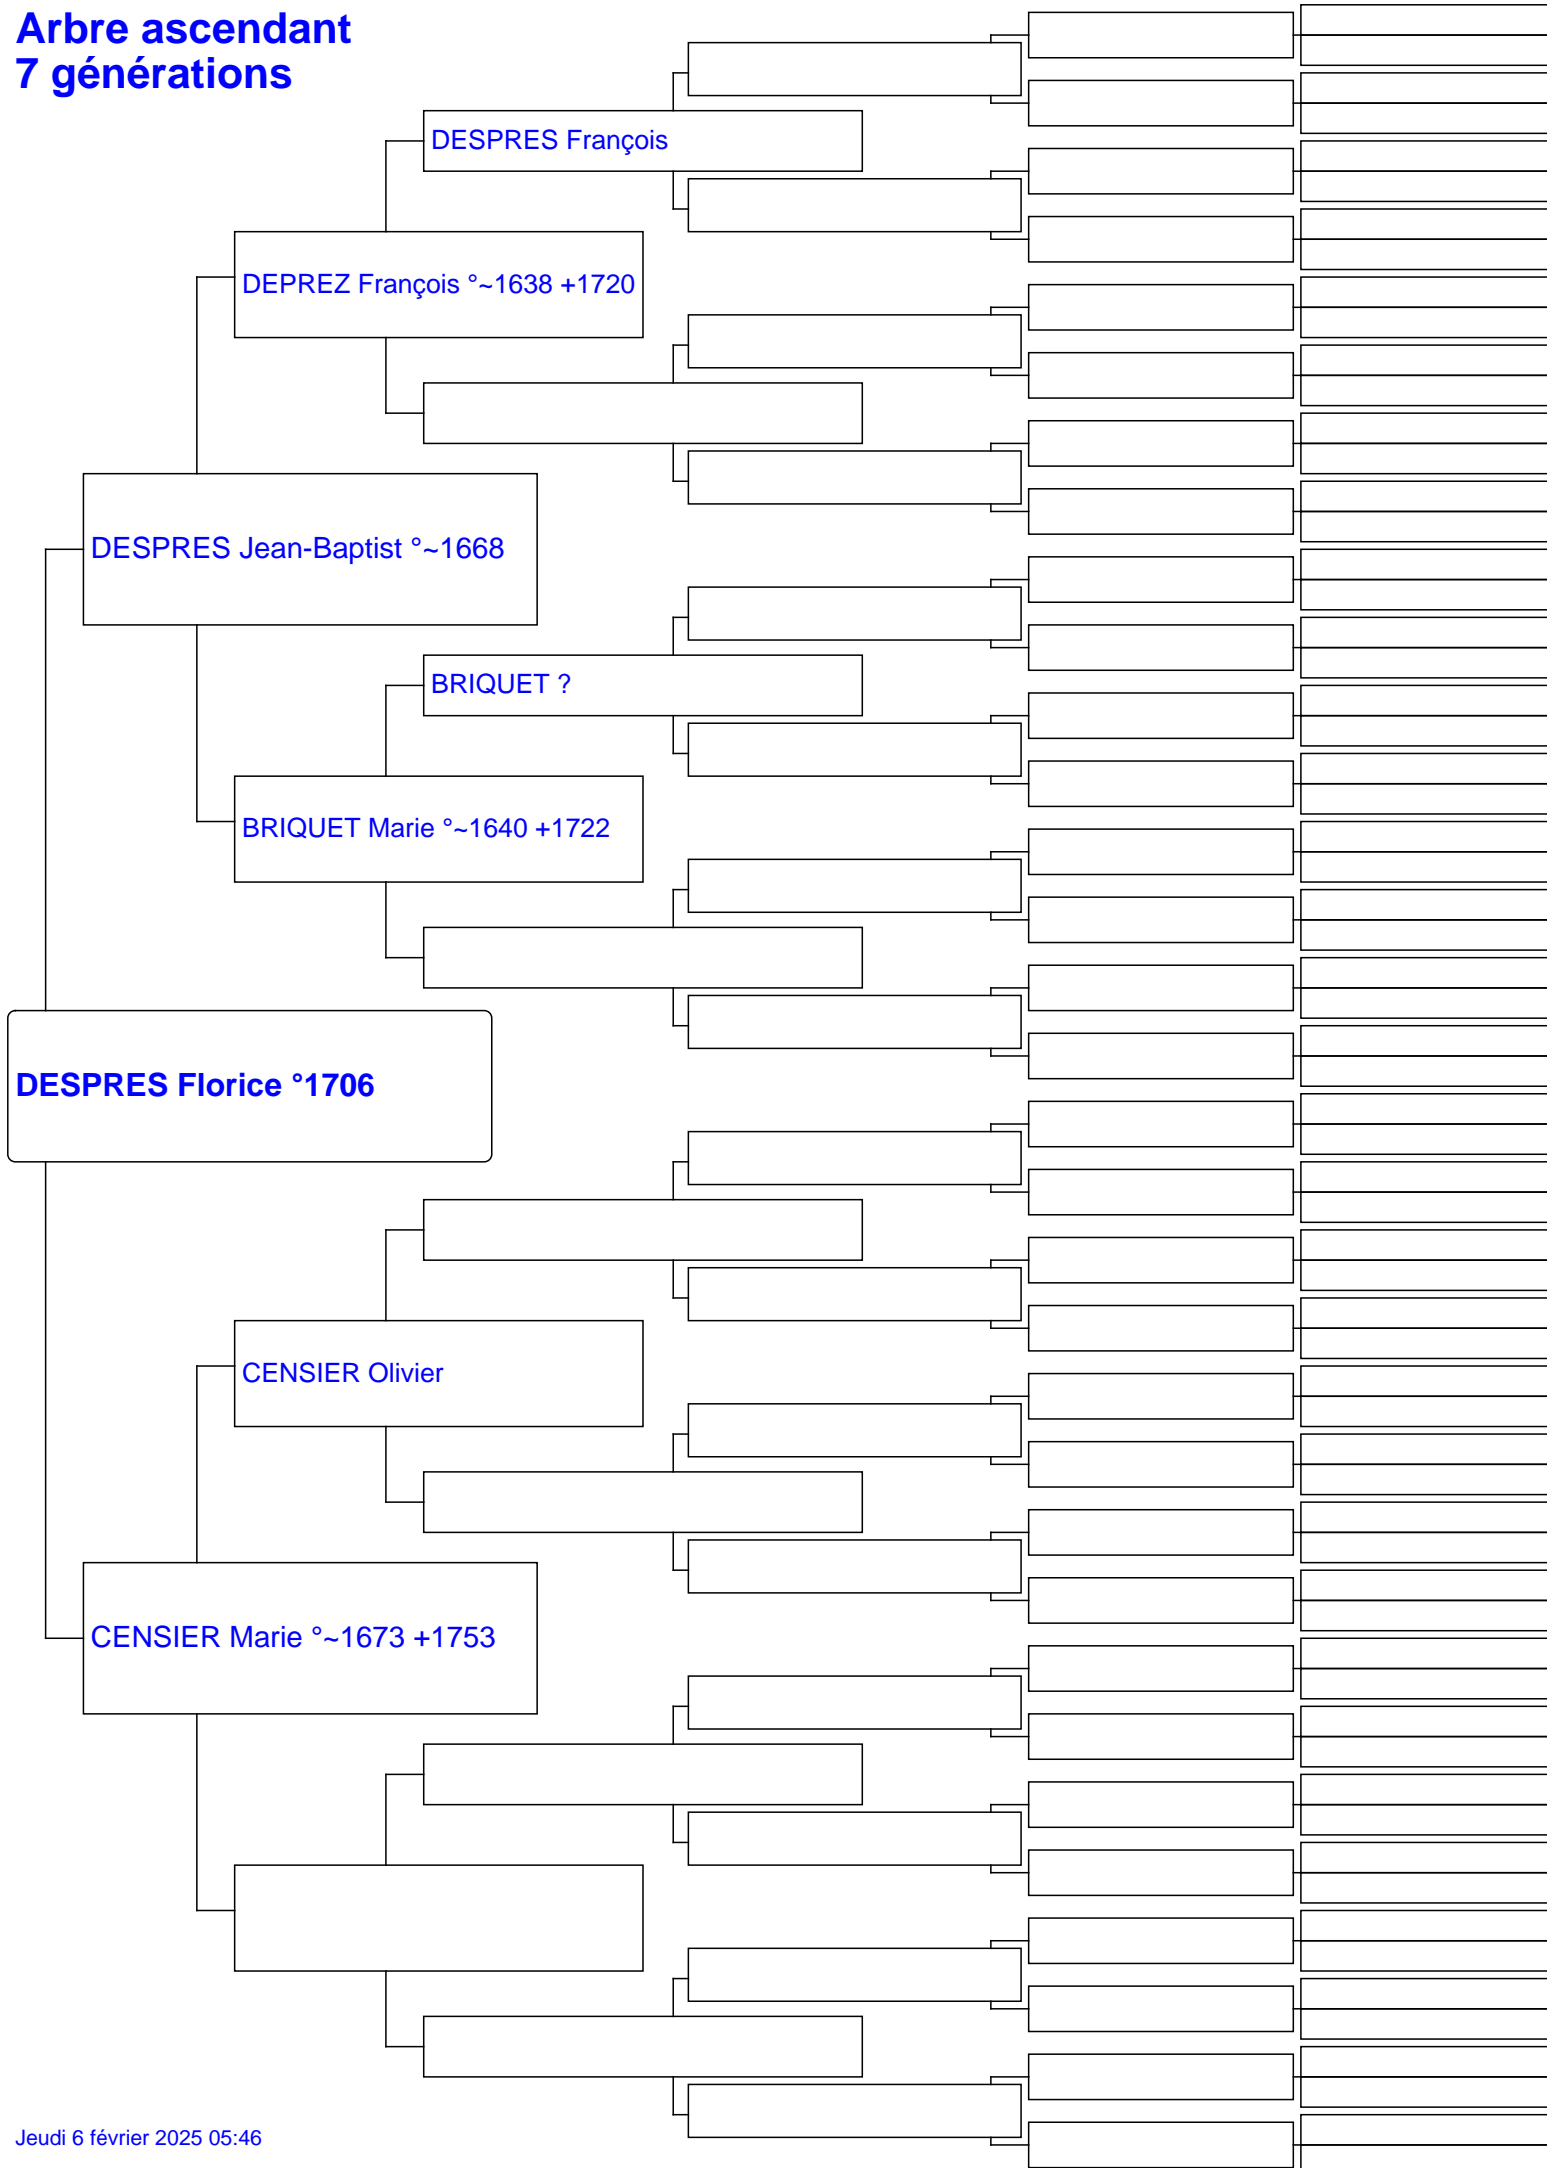 Arbre ascendant
7 générations
DESPRES François
DEPREZ François °~1638 +1720
DESPRES Jean-Baptist °~1668
BRIQUET ?
BRIQUET Marie °~1640 +1722
DESPRES Florice °1706
CENSIER Olivier
CENSIER Marie °~1673 +1753
Jeudi 6 février 2025 05:46